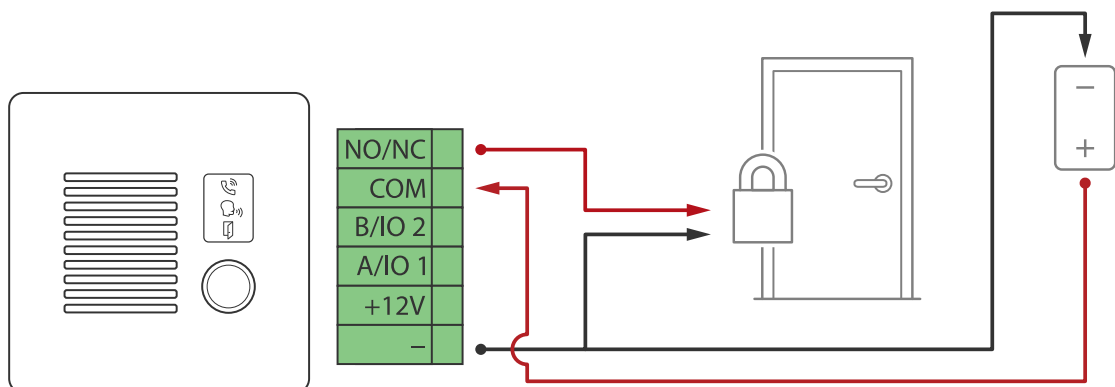 NO/NC
COM
B/IO 2
A/IO 1
+12V
–
–
+